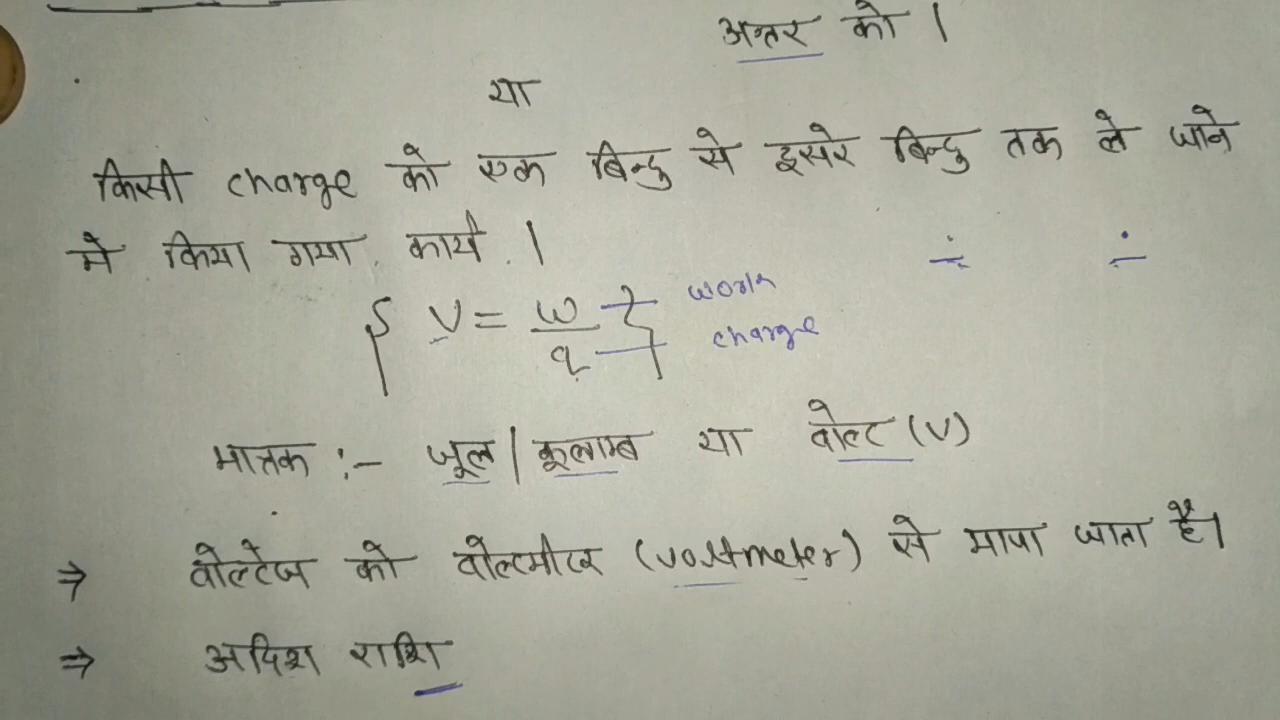 अन्तर को |
या
किसी charge को एक बिन्दु से दुसरे बिन्दु तक ले जाने
में किया गया कार्य |
V = w/q work
charge
मात्रक :- जूल | कूलाम्ब या वोल्ट (V)
⇒ वोल्टेज को वोल्टमीटर (voltmeter) से मापा जाता है।
⇒ अदिश राशि